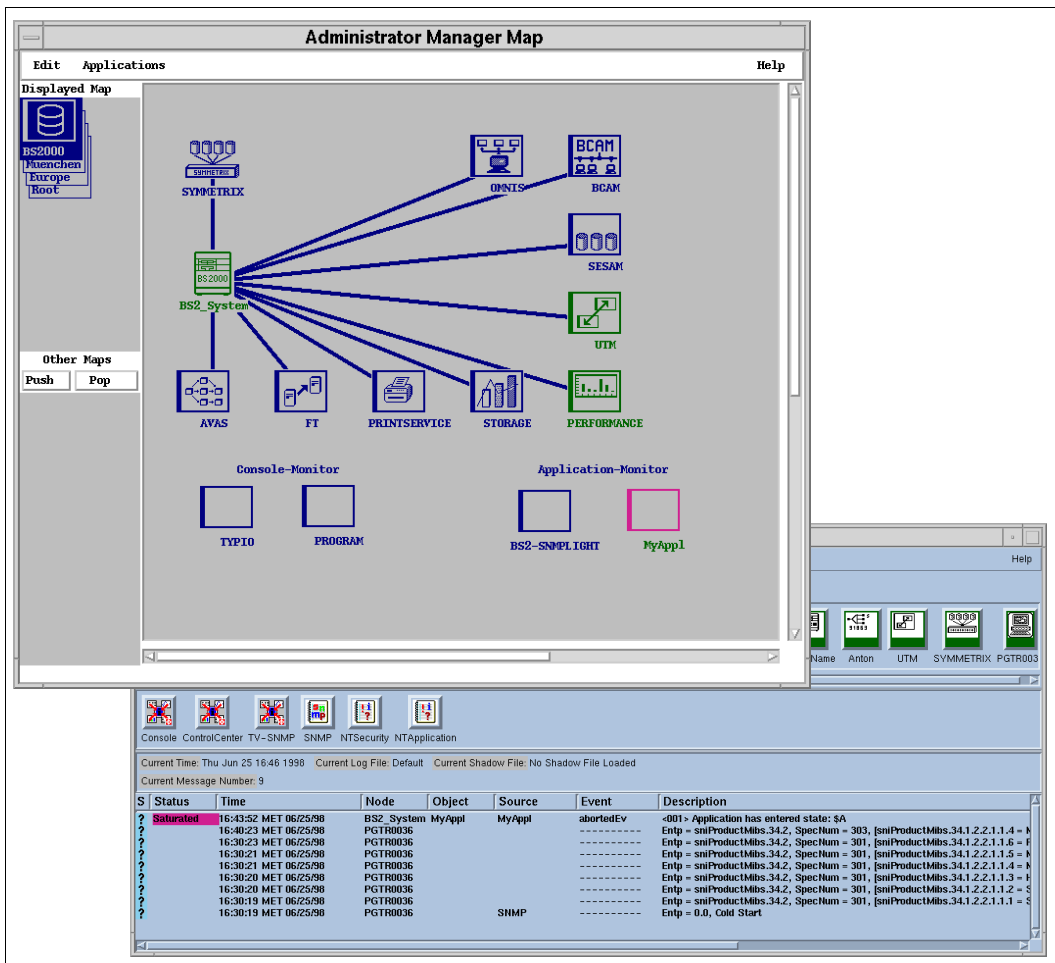 Administrator Manager Map
Edit Applications Help
Displayed Map
BS2000
Muenchen
Europe
Root
SYMMETRIX
SYMMETRIX
OMNIS
BCAM
BCAM
SESAM
BS2000
BS2_System
UTM
Other Maps
Push Pop
AVAS FT PRINTSERVICE STORAGE PERFORMANCE
Console-Monitor Application-Monitor
TYPIO PROGRAM BS2-SNMPLIGHT MyAppl
Help
Name Anton UTM SYMMETRIX PGTR003
Console ControlCenter TV-SNMP SNMP NTSecurity NTApplication
Current Time: Thu Jun 25 16:46 1998 Current Log File: Default Current Shadow File: No Shadow File Loaded
Current Message Number: 9
S Status Time Node Object Source Event Description
? Saturated 16:43:52 MET 06/25/98 BS2_System MyAppl MyAppl abortedEv <001> Application has entered state: $A
? 16:40:23 MET 06/25/98 PGTR0036 ---------- Entp = sniProductMibs.34.2, SpecNum = 303, [sniProductMibs.34.1.2.2.1.1.4 = N
? 16:30:23 MET 06/25/98 PGTR0036 ---------- Entp = sniProductMibs.34.2, SpecNum = 301, [sniProductMibs.34.1.2.2.1.1.6 = F
? 16:30:21 MET 06/25/98 PGTR0036 ---------- Entp = sniProductMibs.34.2, SpecNum = 301, [sniProductMibs.34.1.2.2.1.1.5 = N
? 16:30:21 MET 06/25/98 PGTR0036 ---------- Entp = sniProductMibs.34.2, SpecNum = 301, [sniProductMibs.34.1.2.2.1.1.4 = N
? 16:30:20 MET 06/25/98 PGTR0036 ---------- Entp = sniProductMibs.34.2, SpecNum = 301, [sniProductMibs.34.1.2.2.1.1.3 = H
? 16:30:20 MET 06/25/98 PGTR0036 ---------- Entp = sniProductMibs.34.2, SpecNum = 301, [sniProductMibs.34.1.2.2.1.1.2 = S
? 16:30:19 MET 06/25/98 PGTR0036 ---------- Entp = sniProductMibs.34.2, SpecNum = 301, [sniProductMibs.34.1.2.2.1.1.1 = S
? 16:30:19 MET 06/25/98 PGTR0036 SNMP ---------- Entp = 0.0, Cold Start